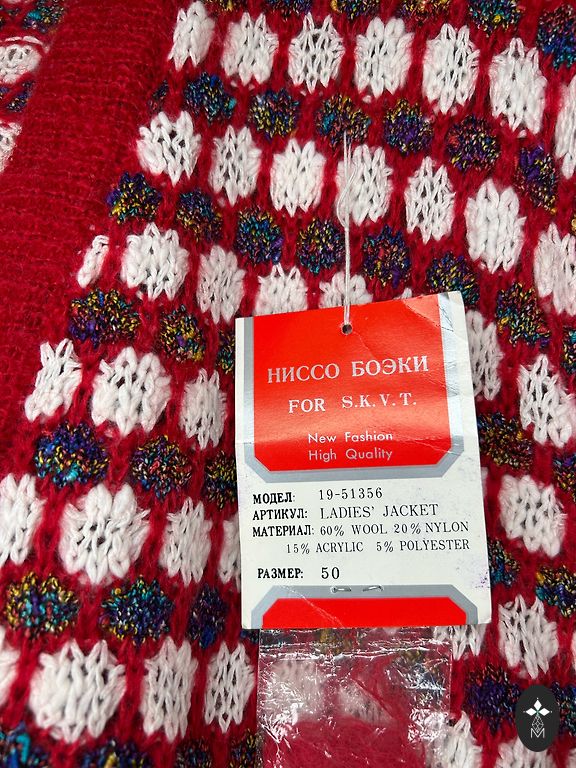 НИССО БОЭКИ
FOR S.K.V.T.
New Fashion
High Quality
МОДЕЛ: 19-51356
АРТИКУЛ: LADIES' JACKET
МАТЕРИАЛ: 60% WOOL 20% NYLON
15% ACRYLIC 5% POLYESTER
РАЗМЕР: 50